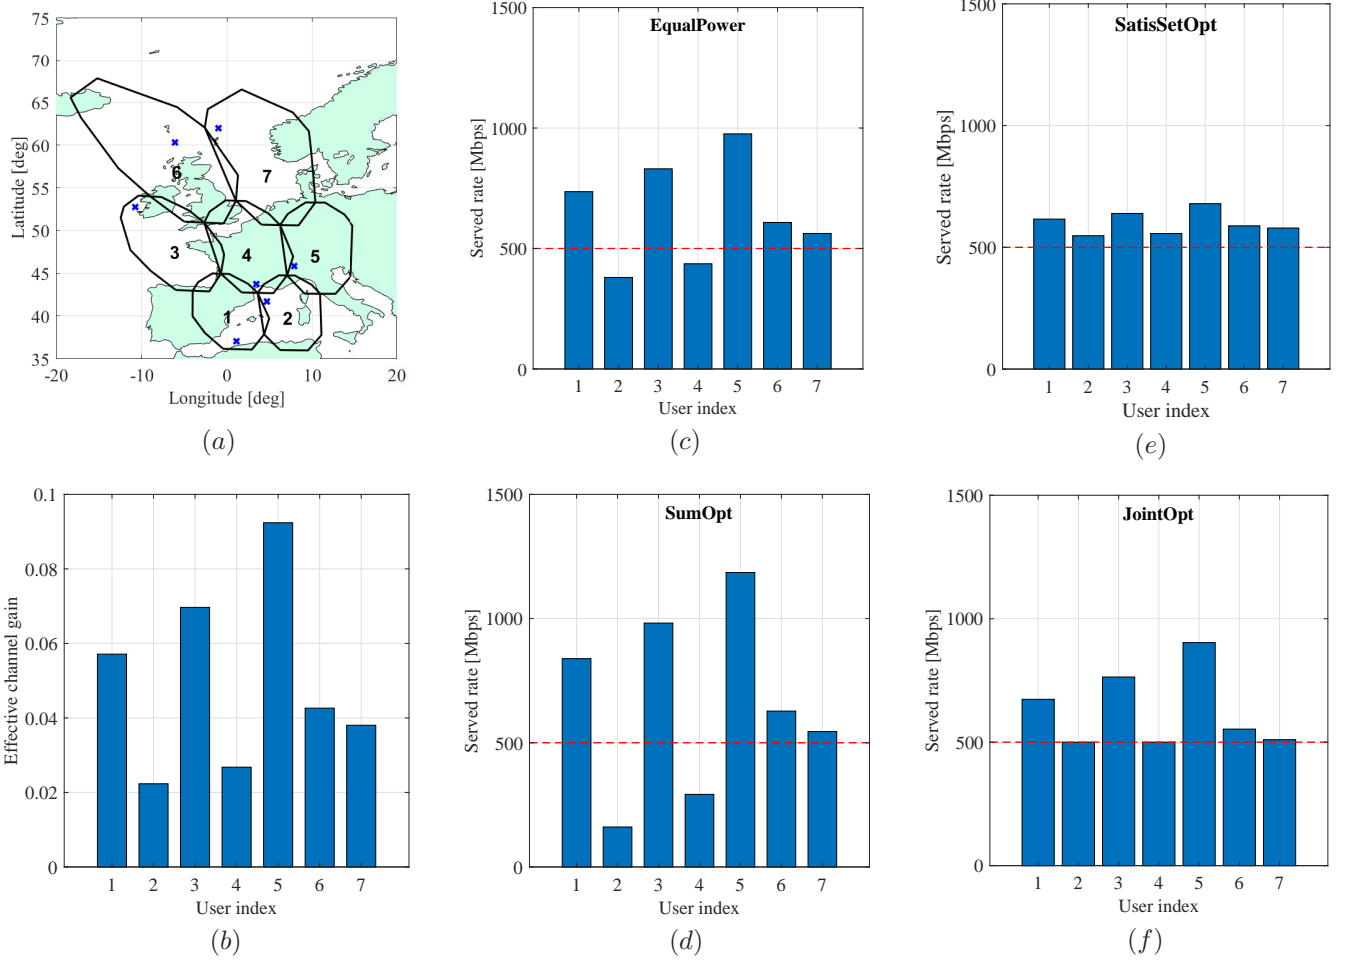 75
70
65
60
55
50
45
40
35
Latitude [deg]
6
7
3
4
5
1
2
-20
-10
0
10
20
Longitude [deg]
(a)
EqualPower
1500
1000
500
0
Served rate [Mbps]
1 2 3 4 5 6 7
User index
(c)
SatisSetOpt
1500
1000
500
0
Served rate [Mbps]
1 2 3 4 5 6 7
User index
(e)
0.1
0.08
0.06
0.04
0.02
0
Effective channel gain
1 2 3 4 5 6 7
User index
(b)
SumOpt
1500
1000
500
0
Served rate [Mbps]
1 2 3 4 5 6 7
User index
(d)
JointOpt
1500
1000
500
0
Served rate [Mbps]
1 2 3 4 5 6 7
User index
(f)